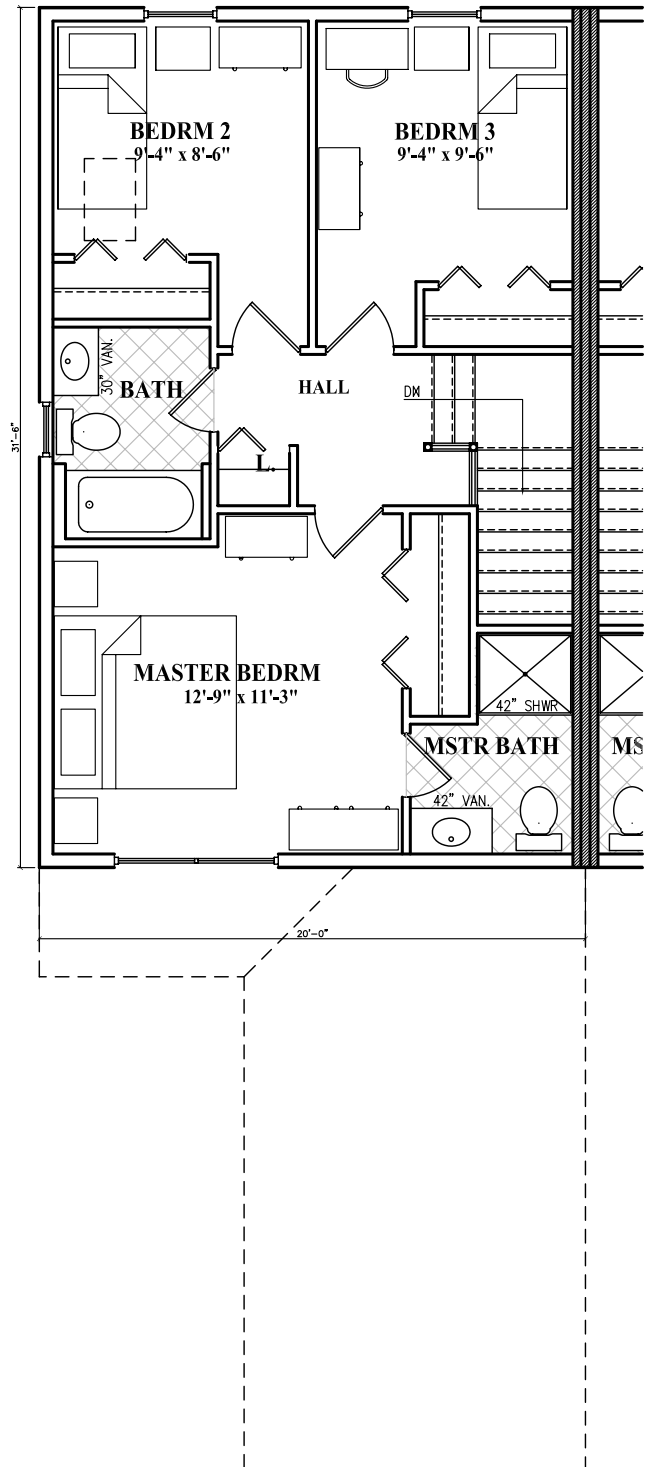 BEDRM 2
9'-4" x 8'-6"
BEDRM 3
9'-4" x 9'-6"
30" VAN.
BATH
HALL
DN
L.
31'-6"
MASTER BEDRM
12'-9" x 11'-3"
42" SHWR
MSTR BATH
MS
42" VAN.
20'-0"